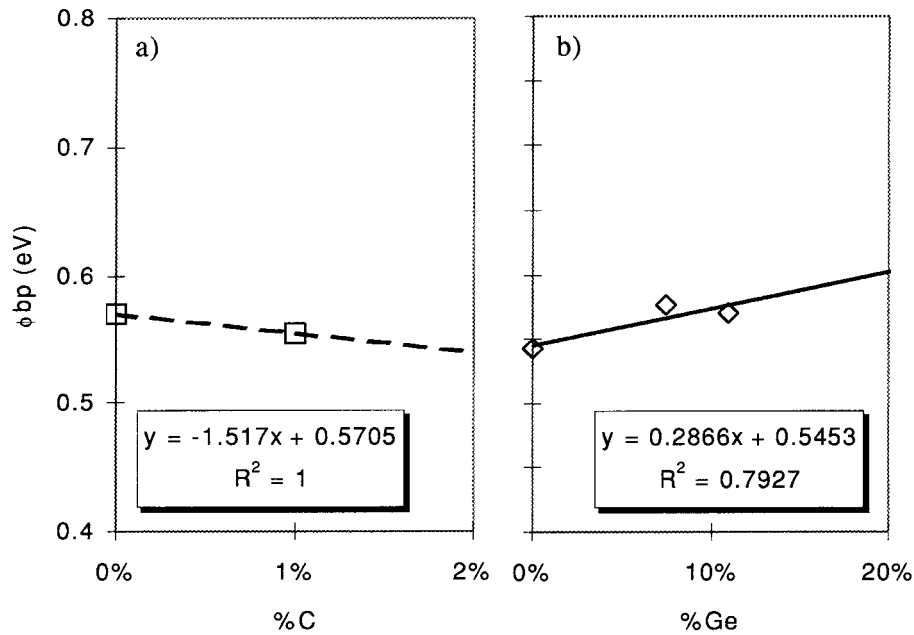 a)
b)
0.8
0.7
0.6
0.5
0.4
ϕbp (eV)
y = -1.517x + 0.5705
R² = 1
y = 0.2866x + 0.5453
R² = 0.7927
0% 1% 2%
0% 10% 20%
%C
%Ge